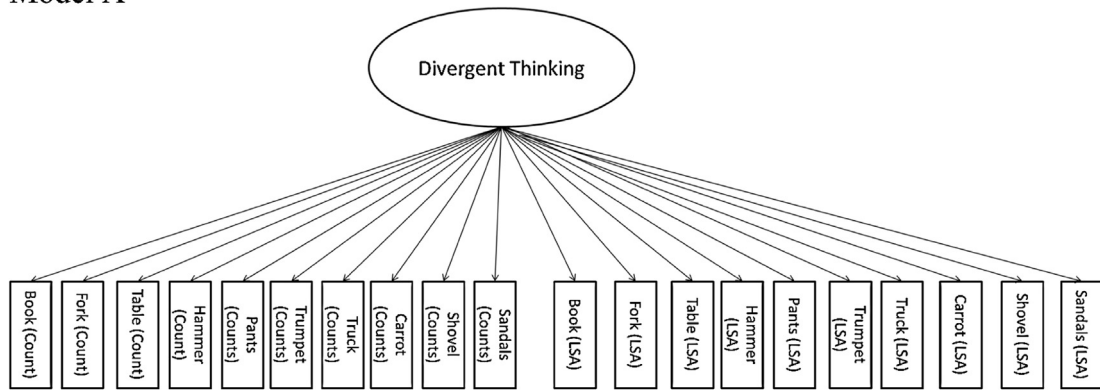 Model A
Divergent Thinking
Book (Count)
Fork (Count)
Table (Count)
Hammer
(Count)
Pants
(Counts)
Trumpet
(Counts)
Truck
(Counts)
Carrot
(Counts)
Shovel
(Counts)
Sandals
(Counts)
Book (LSA)
Fork (LSA)
Table (LSA)
Hammer
(LSA)
Pants (LSA)
Trumpet
(LSA)
Truck (LSA)
Carrot (LSA)
Shovel (LSA)
Sandals (LSA)